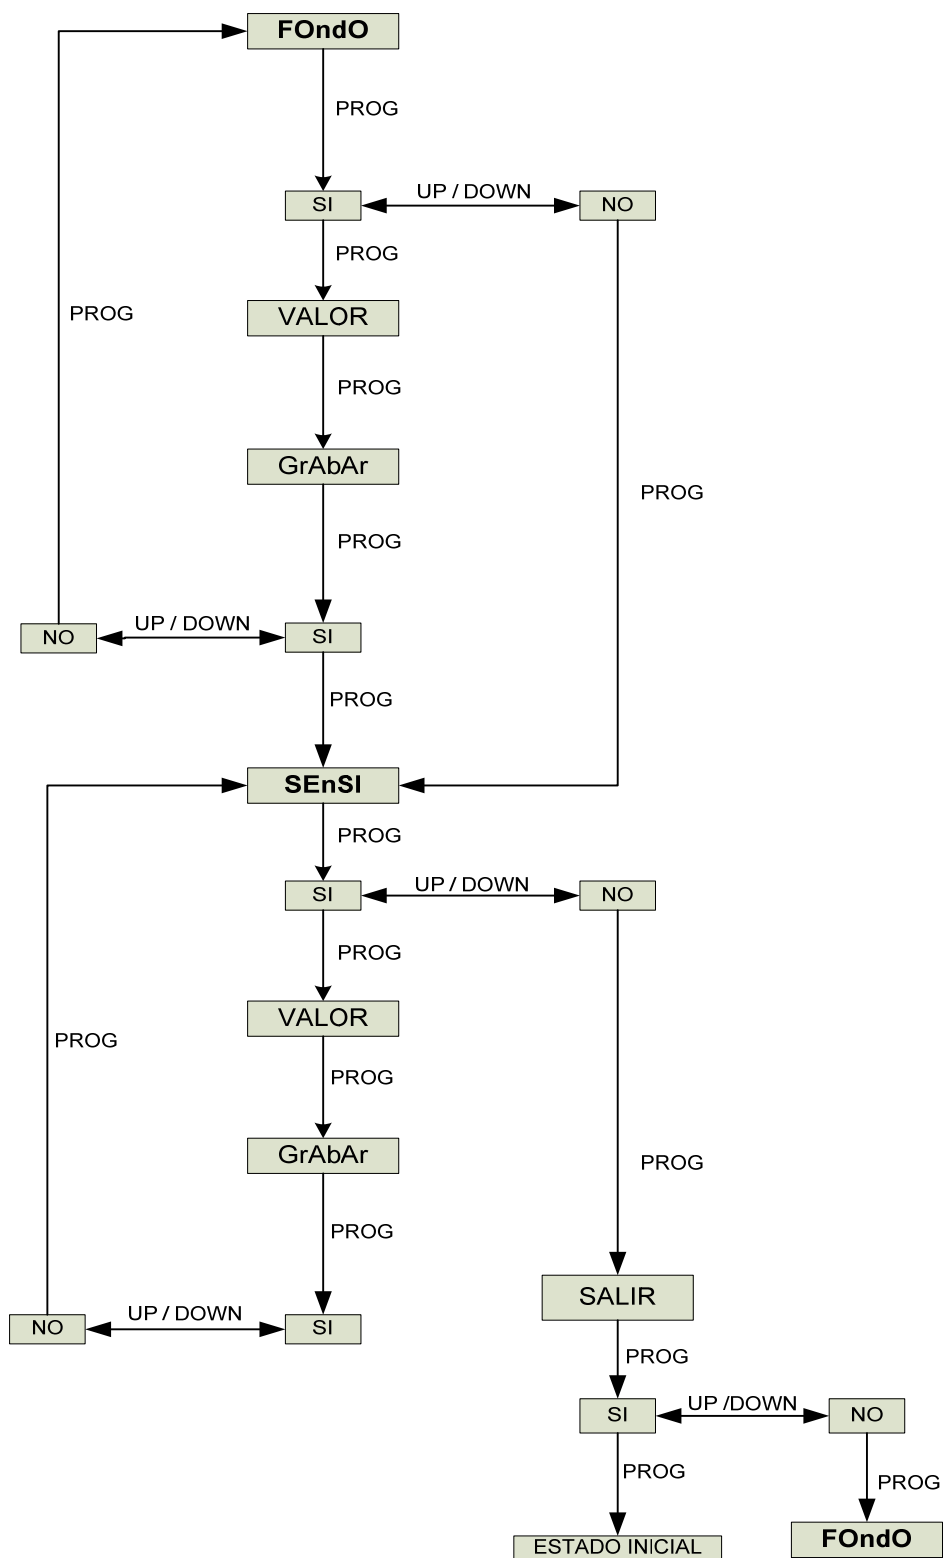 FOndO
PROG
SI
UP / DOWN
NO
PROG
VALOR
PROG
PROG
GrAbAr
PROG
PROG
NO
UP / DOWN
SI
PROG
SEnSI
PROG
SI
UP / DOWN
NO
PROG
VALOR
PROG
PROG
GrAbAr
PROG
PROG
SALIR
NO
UP / DOWN
SI
PROG
SI
UP /DOWN
NO
PROG
PROG
ESTADO INICIAL
FOndO